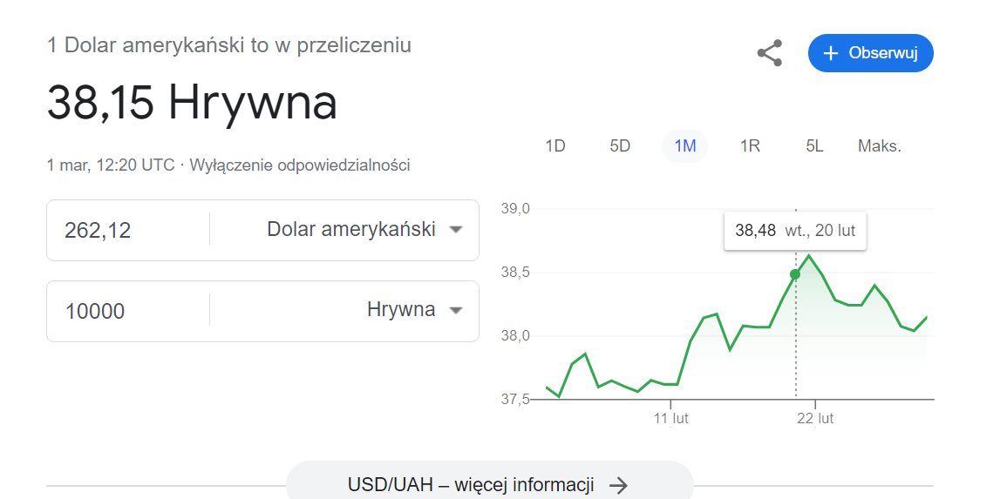 1 Dolar amerykański to w przeliczeniu
38,15 Hrywna
1 mar, 12:20 UTC · Wyłączenie odpowiedzialności
262,12 Dolar amerykański
10000 Hrywna
+ Obserwuj
1D 5D 1M 1R 5L Maks.
39,0
38,48 wt., 20 lut
38,5
38,0
37,5
11 lut 22 lut
USD/UAH – więcej informacji